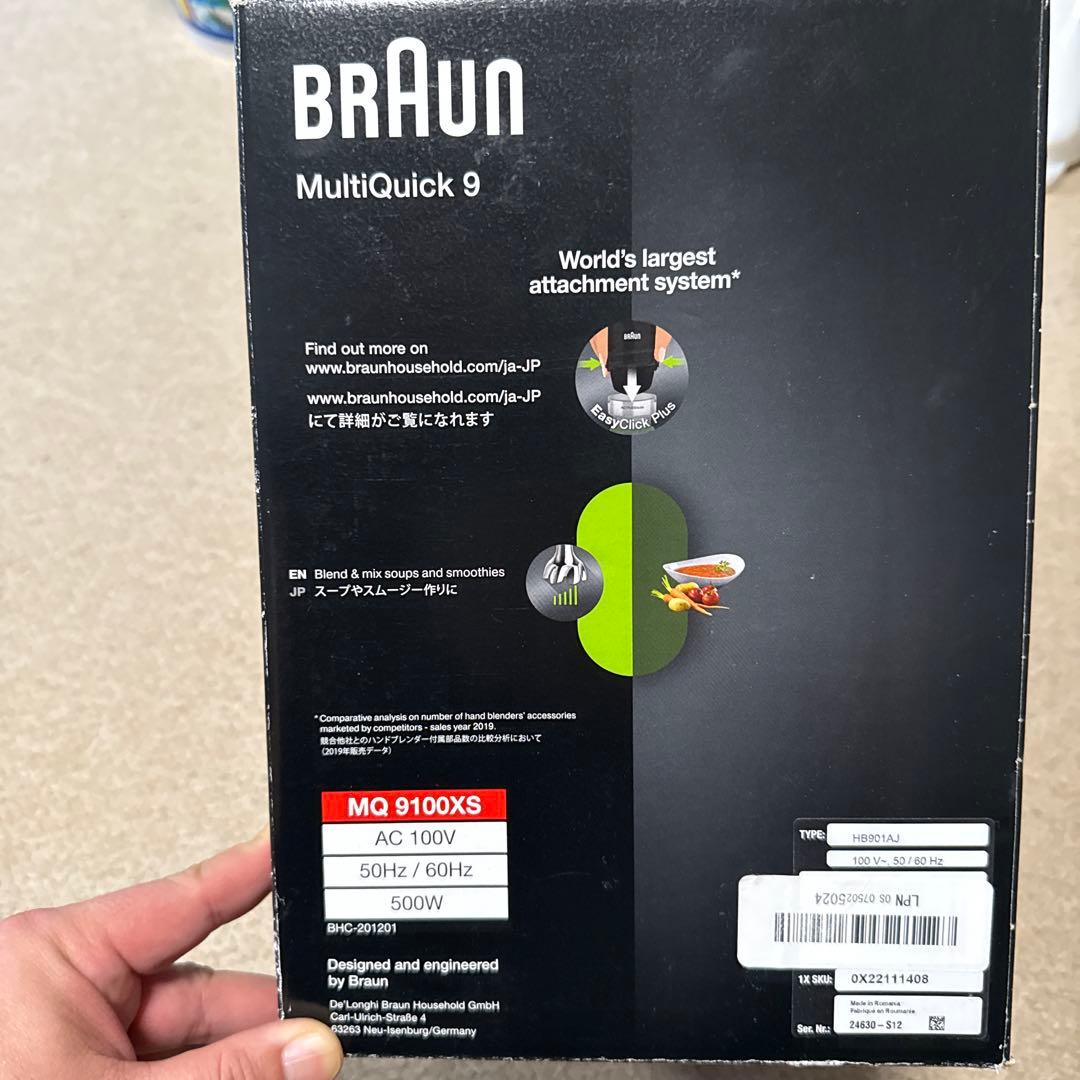 BRAUN
MultiQuick 9
World's largest
attachment system*
Find out more on
www.braunhousehold.com/ja-JP
www.braunhousehold.com/ja-JP
にて詳細がご覧になれます
BRAUN
EasyClick Plus
EN Blend & mix soups and smoothies
JP スープやスムージー作りに
*Comparative analysis on number of hand blenders' accessories
marketed by competitors - sales year 2019.
競合他社とのハンドブレンダー付属部品数の比較分析において
(2019年販売データ)
MQ 9100XS
AC 100V
50Hz / 60Hz
500W
BHC-201201
Designed and engineered
by Braun
De'Longhi Braun Household GmbH
Carl-Ulrich-Straße 4
63263 Neu-Isenburg/Germany
TYPE: HB901AJ
100 V~, 50 / 60 Hz
LPN OS 075025024
1X SKU: 0X22111408
Made in Romania
Fabriqué en Roumanie
Ser. Nr.: 24630-S12